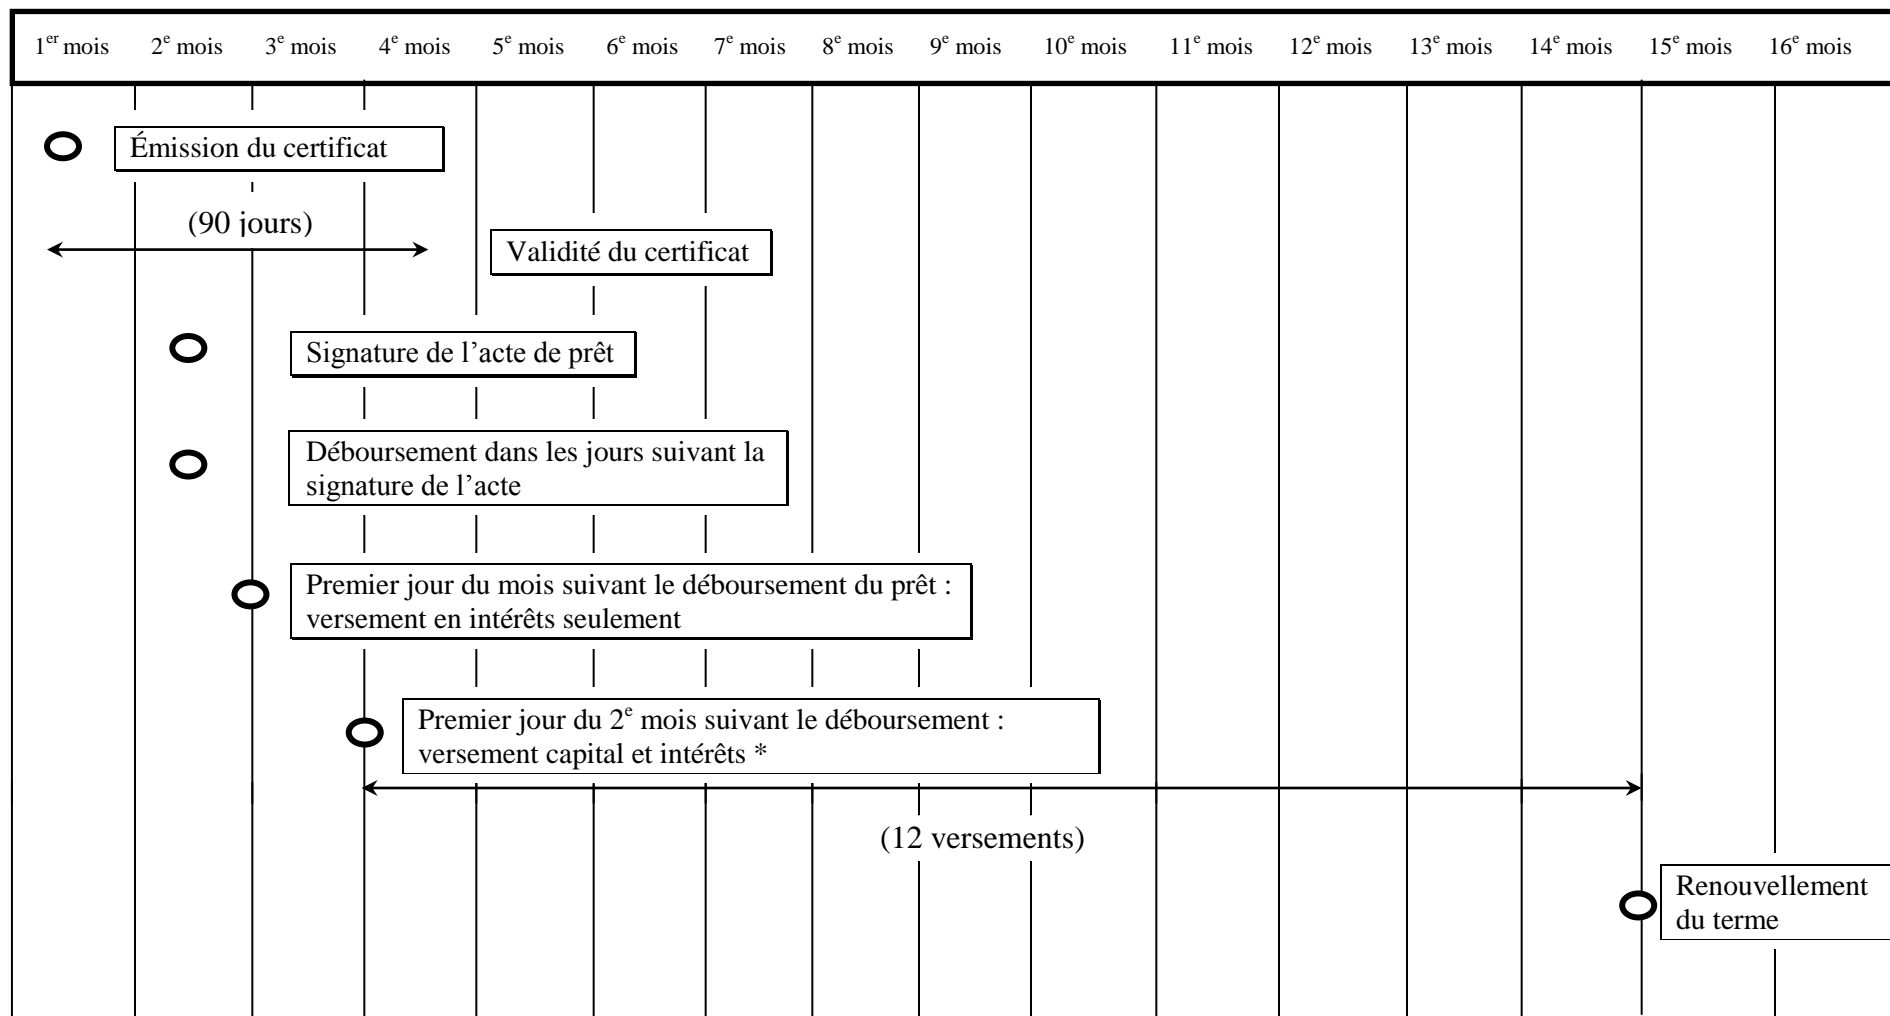 1er mois 2e mois 3e mois 4e mois 5e mois 6e mois 7e mois 8e mois 9e mois 10e mois 11e mois 12e mois 13e mois 14e mois 15e mois 16e mois
Émission du certificat
(90 jours)
Validité du certificat
Signature de l’acte de prêt
Déboursement dans les jours suivant la
signature de l’acte
Premier jour du mois suivant le déboursement du prêt :
versement en intérêts seulement
Premier jour du 2e mois suivant le déboursement :
versement capital et intérêts *
(12 versements)
Renouvellement
du terme